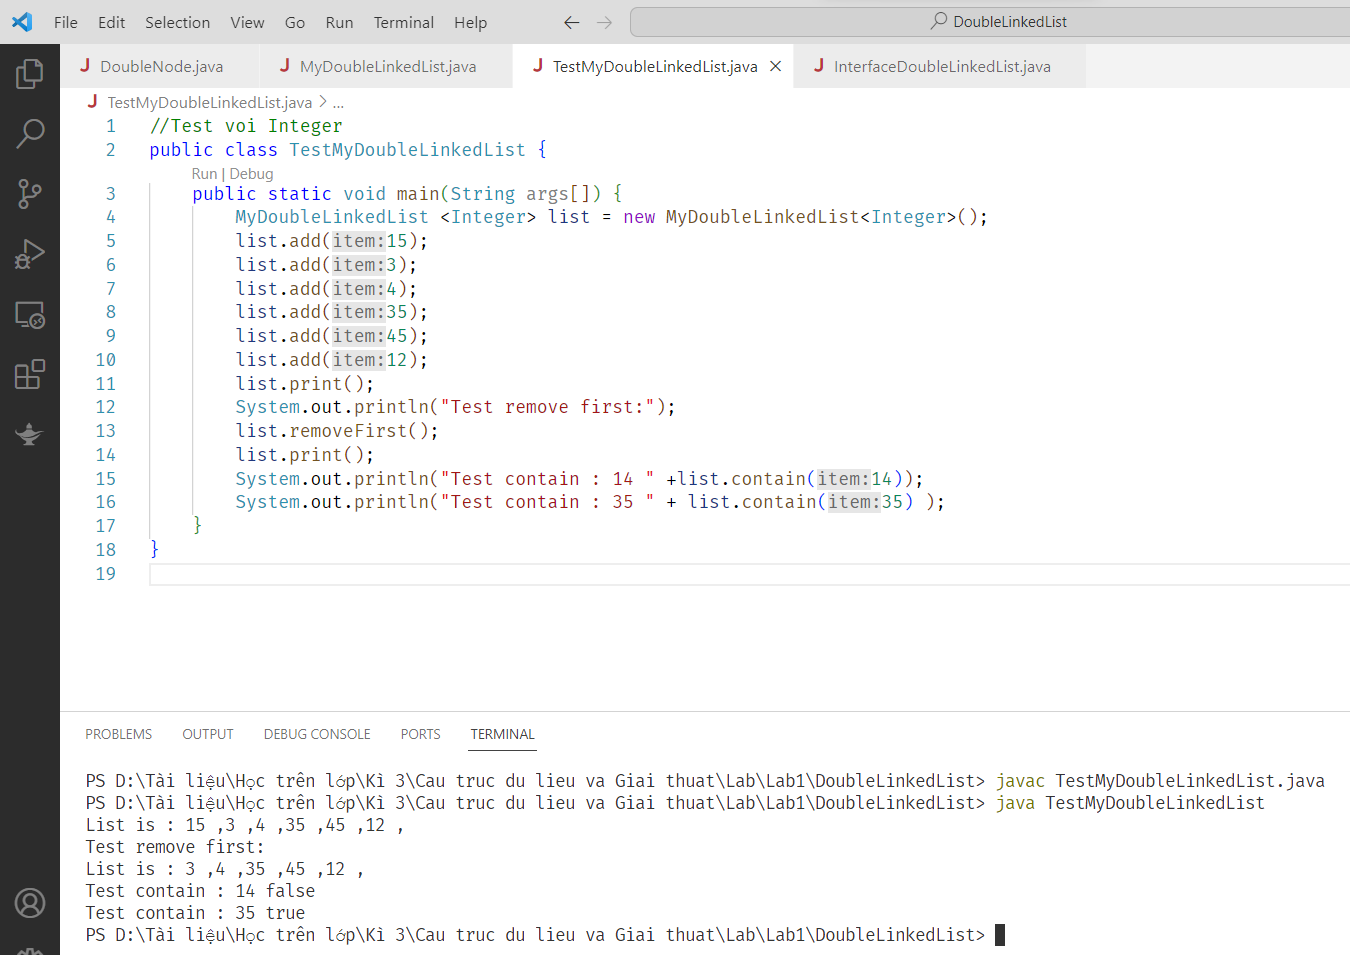 File Edit Selection View Go Run Terminal Help DoubleLinkedList
DoubleNode.java MyDoubleLinkedList.java TestMyDoubleLinkedList.java InterfaceDoubleLinkedList.java
TestMyDoubleLinkedList.java > ...
1 //Test voi Integer
2 public class TestMyDoubleLinkedList {
Run | Debug
3 public static void main(String args[]) {
4 MyDoubleLinkedList <Integer> list = new MyDoubleLinkedList<Integer>();
5 list.add(item:15);
6 list.add(item:3);
7 list.add(item:4);
8 list.add(item:35);
9 list.add(item:45);
10 list.add(item:12);
11 list.print();
12 System.out.println("Test remove first:");
13 list.removeFirst();
14 list.print();
15 System.out.println("Test contain : 14 " +list.contain(item:14));
16 System.out.println("Test contain : 35 " + list.contain(item:35) );
17 }
18 }
19
PROBLEMS OUTPUT DEBUG CONSOLE PORTS TERMINAL
PS D:\Tài liệu\Học trên lớp\Kì 3\Cau truc du lieu va Giai thuat\Lab\Lab1\DoubleLinkedList> javac TestMyDoubleLinkedList.java
PS D:\Tài liệu\Học trên lớp\Kì 3\Cau truc du lieu va Giai thuat\Lab\Lab1\DoubleLinkedList> java TestMyDoubleLinkedList
List is : 15 ,3 ,4 ,35 ,45 ,12 ,
Test remove first:
List is : 3 ,4 ,35 ,45 ,12 ,
Test contain : 14 false
Test contain : 35 true
PS D:\Tài liệu\Học trên lớp\Kì 3\Cau truc du lieu va Giai thuat\Lab\Lab1\DoubleLinkedList>